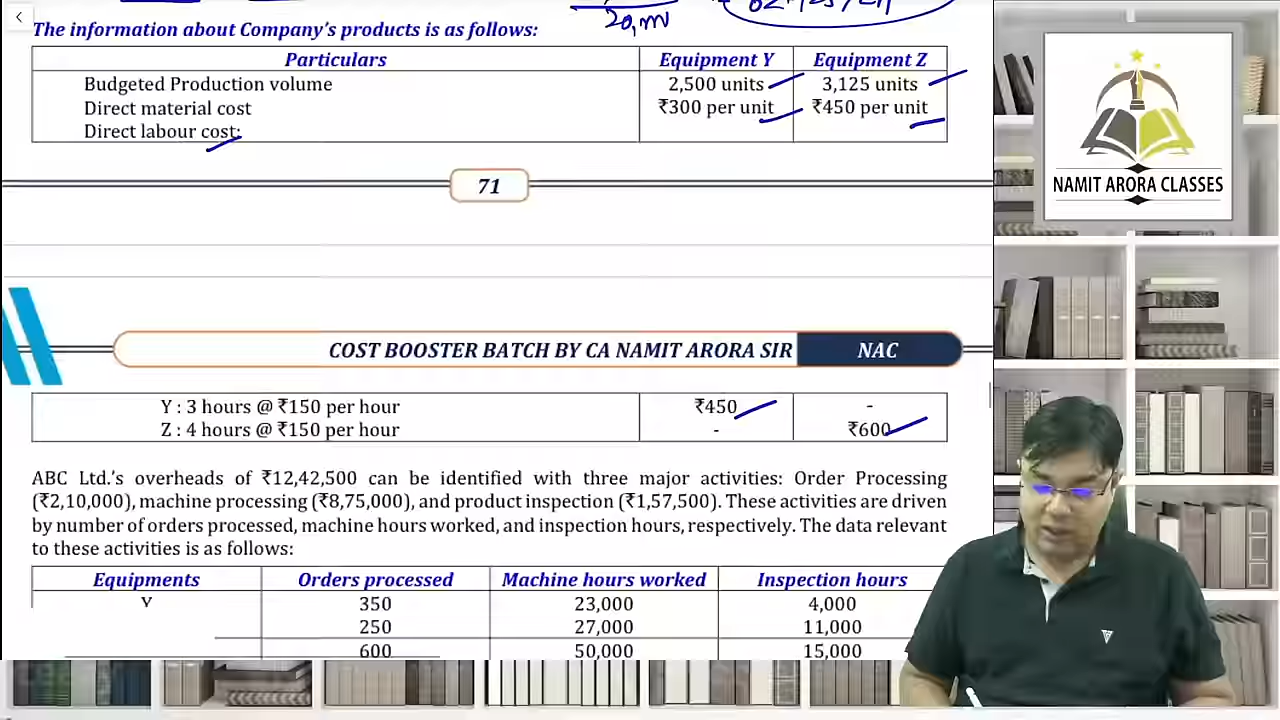 The information about Company's products is as follows:
Particulars Equipment Y Equipment Z
Budgeted Production volume 2,500 units 3,125 units
Direct material cost ₹300 per unit ₹450 per unit
Direct labour cost:
71
COST BOOSTER BATCH BY CA NAMIT ARORA SIR NAC
Y : 3 hours @ ₹150 per hour ₹450 -
Z : 4 hours @ ₹150 per hour - ₹600
ABC Ltd.'s overheads of ₹12,42,500 can be identified with three major activities: Order Processing
(₹2,10,000), machine processing (₹8,75,000), and product inspection (₹1,57,500). These activities are driven
by number of orders processed, machine hours worked, and inspection hours, respectively. The data relevant
to these activities is as follows:
Equipments Orders processed Machine hours worked Inspection hours
Y 350 23,000 4,000
250 27,000 11,000
600 50,000 15,000
NAMIT ARORA CLASSES